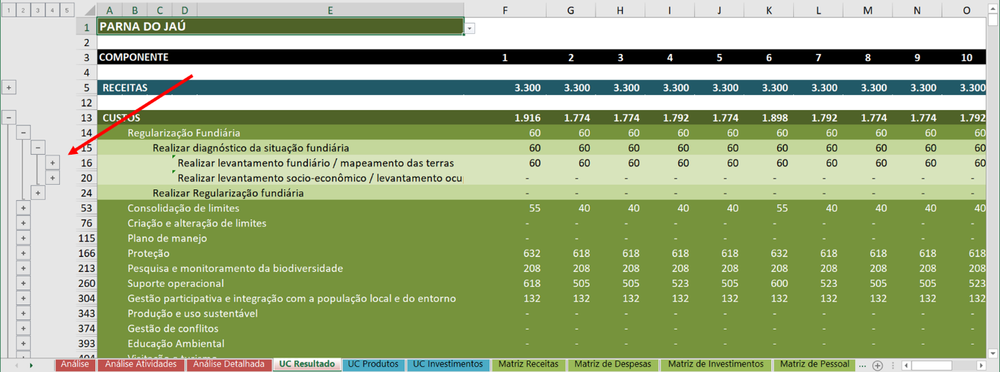 1 2 3 4 5 A B C D E F G H I J K L M N O
1 PARNA DO JAÚ
2
3 COMPONENTE 1 2 3 4 5 6 7 8 9 10
4
5 RECEITAS 3.300 3.300 3.300 3.300 3.300 3.300 3.300 3.300 3.300 3.300
12
13 CUSTOS 1.916 1.774 1.774 1.792 1.774 1.898 1.792 1.774 1.774 1.792
14 Regularização Fundiária 60 60 60 60 60 60 60 60 60 60
15 Realizar diagnóstico da situação fundiária 60 60 60 60 60 60 60 60 60 60
16 Realizar levantamento fundiário / mapeamento das terras 60 60 60 60 60 60 60 60 60 60
20 Realizar levantamento socio-econômico / levantamento ocu - - - - - - - - - -
24 Realizar Regularização fundiária - - - - - - - - - -
53 Consolidação de limites 55 40 40 40 40 55 40 40 40 40
76 Criação e alteração de limites - - - - - - - - - -
115 Plano de manejo - - - - - - - - - -
166 Proteção 632 618 618 618 618 632 618 618 618 618
213 Pesquisa e monitoramento da biodiversidade 208 208 208 208 208 208 208 208 208 208
260 Suporte operacional 618 505 505 523 505 600 523 505 505 523
304 Gestão participativa e integração com a população local e do entorno 132 132 132 132 132 132 132 132 132 132
343 Produção e uso sustentável - - - - - - - - - -
374 Gestão de conflitos - - - - - - - - - -
393 Educação Ambiental - - - - - - - - - -
404 Visitação e turismo
Análise Análise Atividades Análise Detalhada UC Resultado UC Produtos UC Investimentos Matriz Receitas Matriz de Despesas Matriz de Investimentos Matriz de Pessoal ...